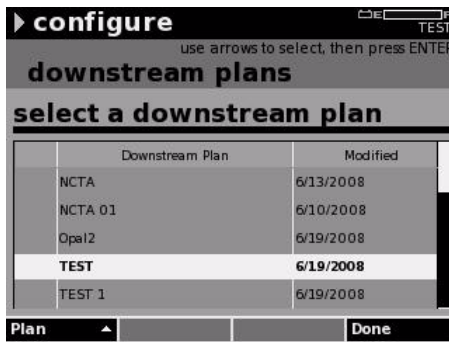 configure
E F
TEST
use arrows to select, then press ENTER
downstream plans
select a downstream plan
Downstream Plan Modified
NCTA 6/13/2008
NCTA 01 6/10/2008
Opal2 6/19/2008
TEST 6/19/2008
TEST 1 6/19/2008
Plan Done